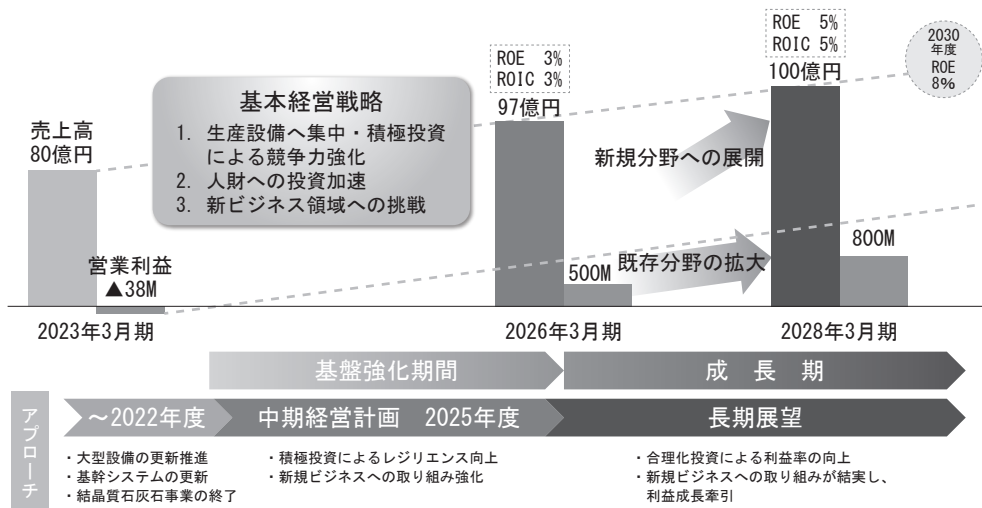 売上高
80億円
営業利益
▲38M
2023年3月期
基本経営戦略
1. 生産設備へ集中・積極投資
による競争力強化
2. 人財への投資加速
3. 新ビジネス領域への挑戦
ROE 3%
ROIC 3%
97億円
500M
2026年3月期
新規分野への展開
既存分野の拡大
ROE 5%
ROIC 5%
100億円
800M
2028年3月期
2030
年度
ROE
8%
基盤強化期間
成 長 期
アプローチ
~2022年度
中期経営計画 2025年度
長期展望
・大型設備の更新推進
・基幹システムの更新
・結晶質石灰石事業の終了
・積極投資によるレジリエンス向上
・新規ビジネスへの取り組み強化
・合理化投資による利益率の向上
・新規ビジネスへの取り組みが結実し、
利益成長牽引